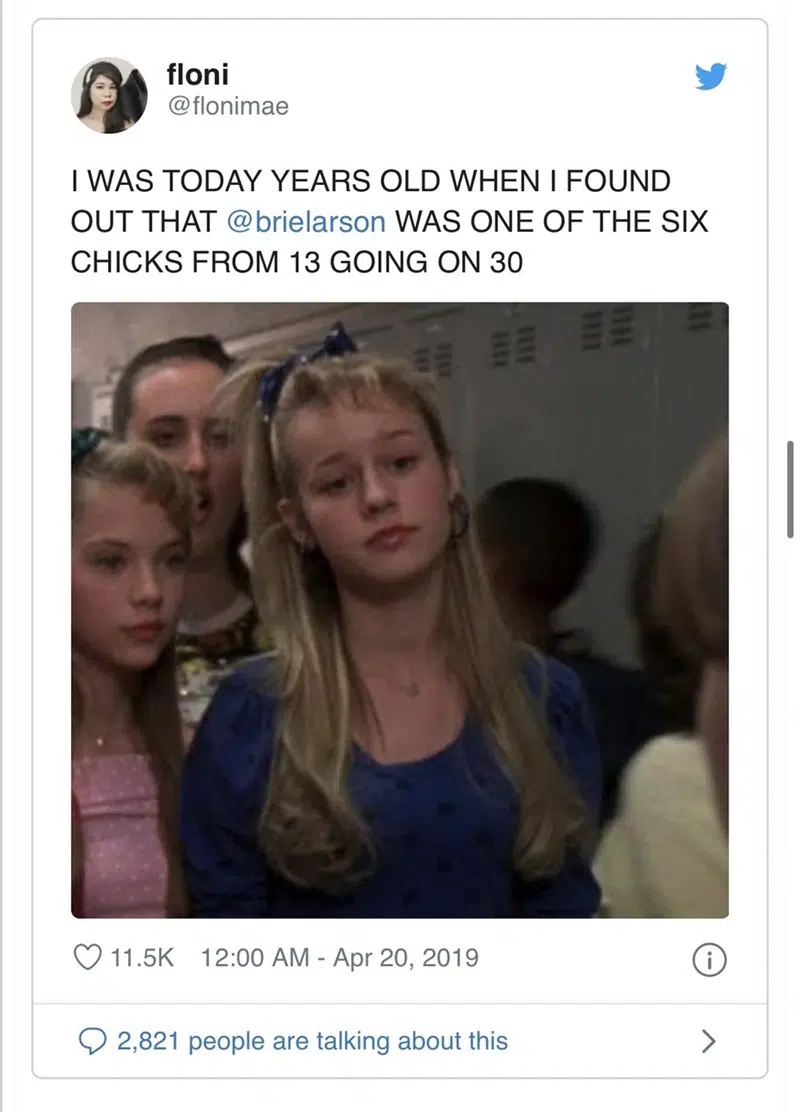 floni
@flonimae
I WAS TODAY YEARS OLD WHEN I FOUND
OUT THAT @brielarson WAS ONE OF THE SIX
CHICKS FROM 13 GOING ON 30
11.5K 12:00 AM - Apr 20, 2019
2,821 people are talking about this